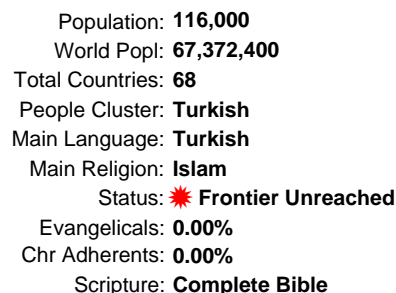 Population: 116,000
World Popl: 67,372,400
Total Countries: 68
People Cluster: Turkish
Main Language: Turkish
Main Religion: Islam
Status: Frontier Unreached
Evangelicals: 0.00%
Chr Adherents: 0.00%
Scripture: Complete Bible